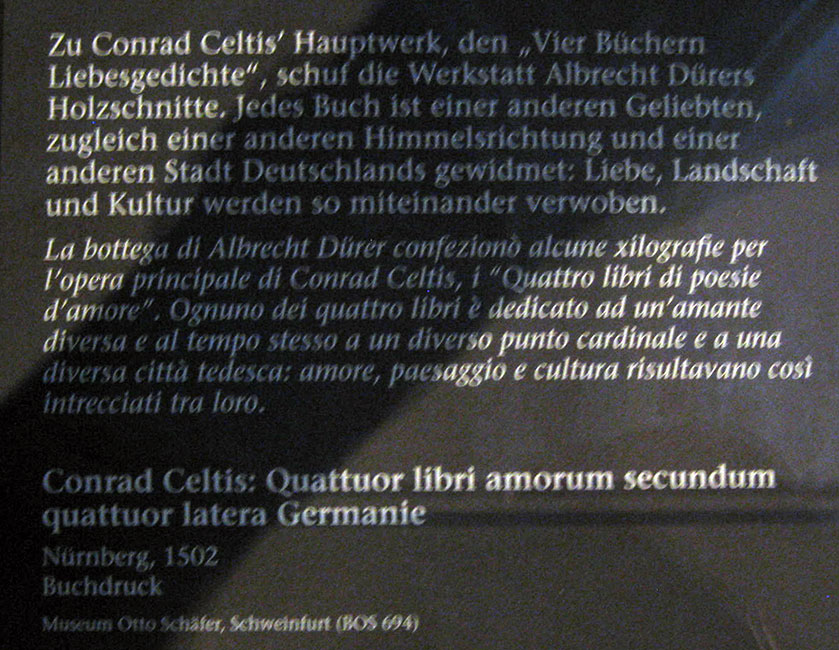 Zu Conrad Celtis' Hauptwerk, den „Vier Büchern
Liebesgedichte“, schuf die Werkstatt Albrecht Dürers
Holzschnitte. Jedes Buch ist einer anderen Geliebten,
zugleich einer anderen Himmelsrichtung und einer
anderen Stadt Deutschlands gewidmet: Liebe, Landschaft
und Kultur werden so miteinander verwoben.
La bottega di Albrecht Dürer confezionò alcune xilografie per
l'opera principale di Conrad Celtis, i “Quattro libri di poesie
d'amore”. Ognuno dei quattro libri è dedicato ad un'amante
diversa e al tempo stesso a un diverso punto cardinale e a una
diversa città tedesca: amore, paesaggio e cultura risultavano così
intrecciati tra loro.
Conrad Celtis: Quattuor libri amorum secundum
quattuor latera Germanie
Nürnberg, 1502
Buchdruck
Museum Otto Schäfer, Schweinfurt (BOS 694)